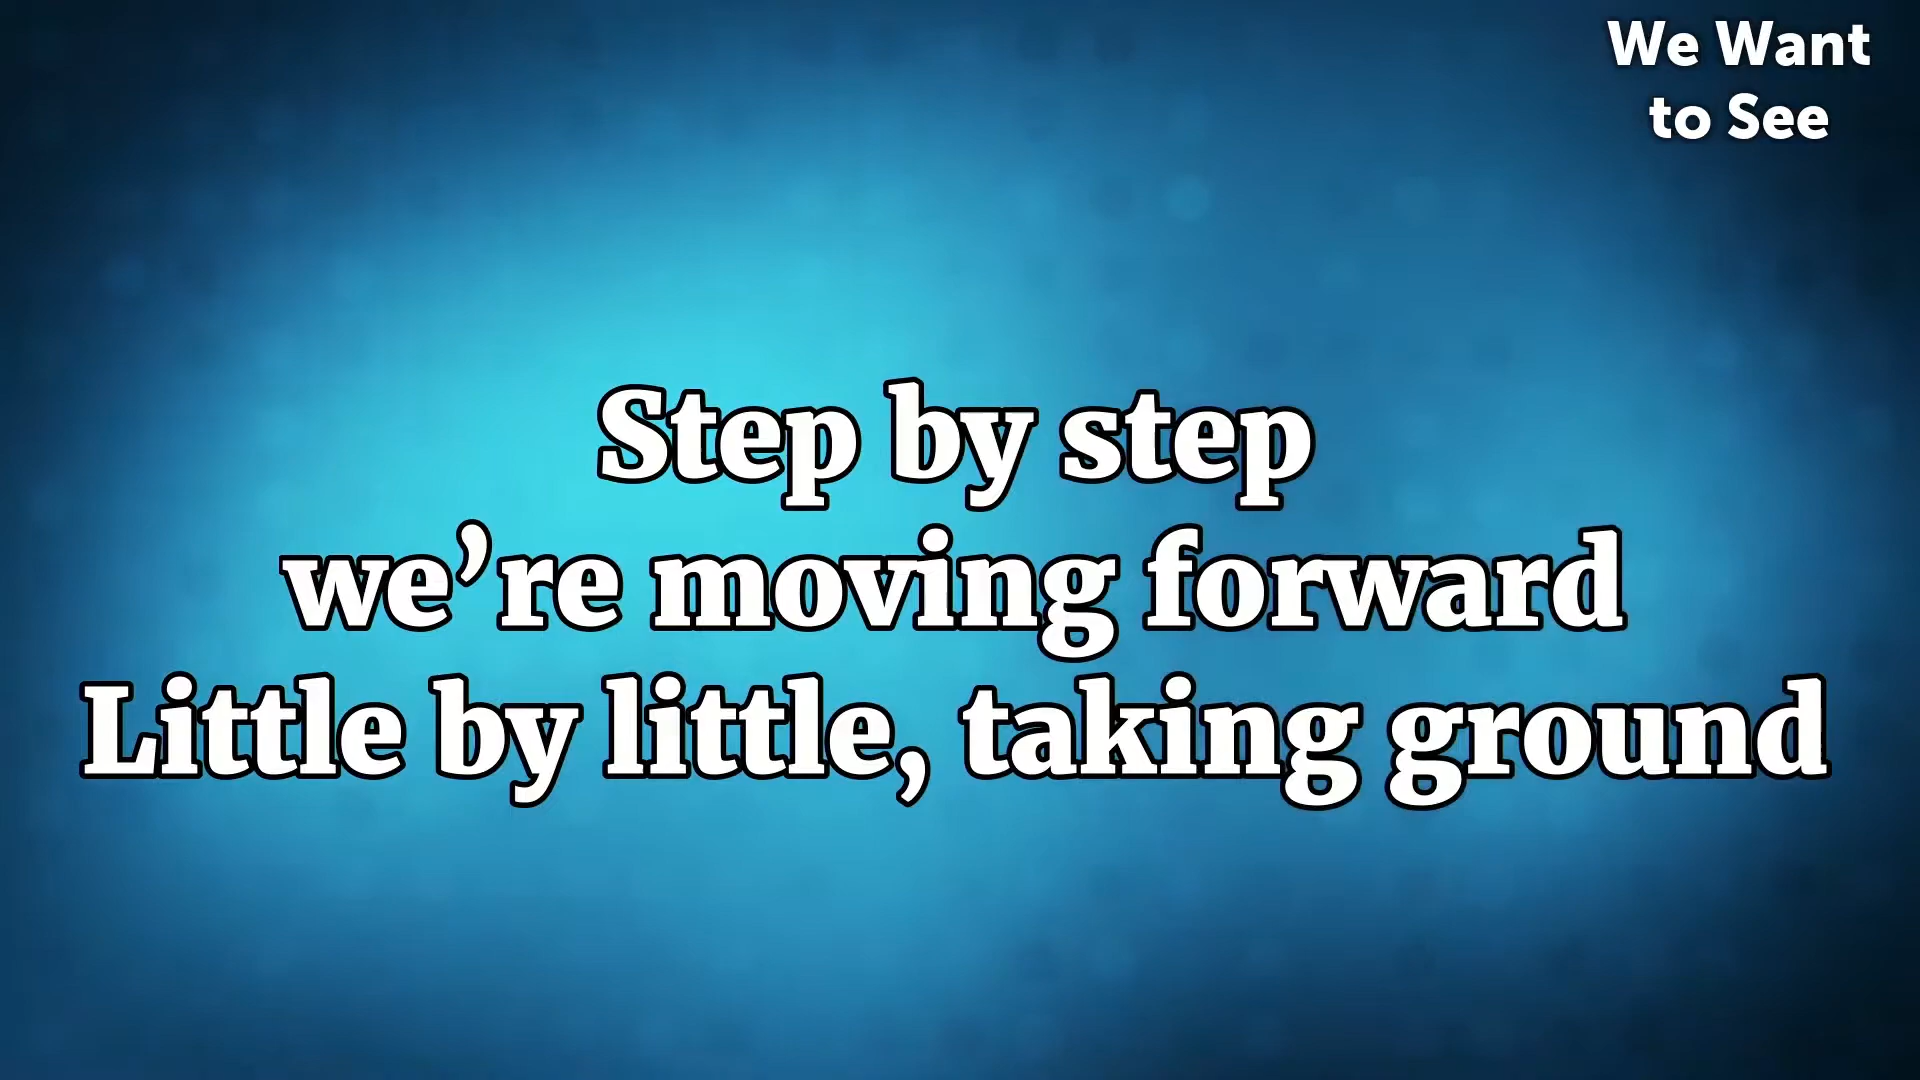 We Want
to See
Step by step
we’re moving forward
Little by little, taking ground